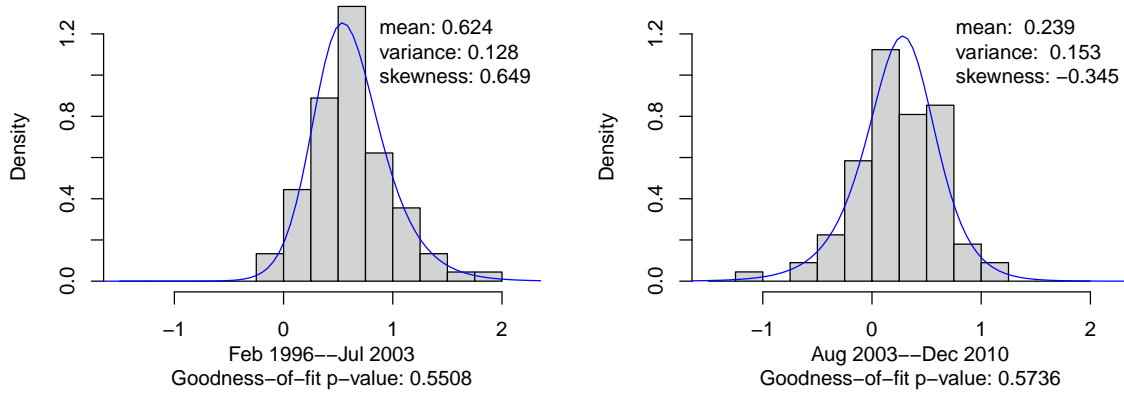 Density
0.0 0.4 0.8 1.2
mean: 0.624
variance: 0.128
skewness: 0.649
−1 0 1 2
Feb 1996−−Jul 2003
Goodness−of−fit p−value: 0.5508
Density
0.0 0.4 0.8 1.2
mean: 0.239
variance: 0.153
skewness: −0.345
−1 0 1 2
Aug 2003−−Dec 2010
Goodness−of−fit p−value: 0.5736